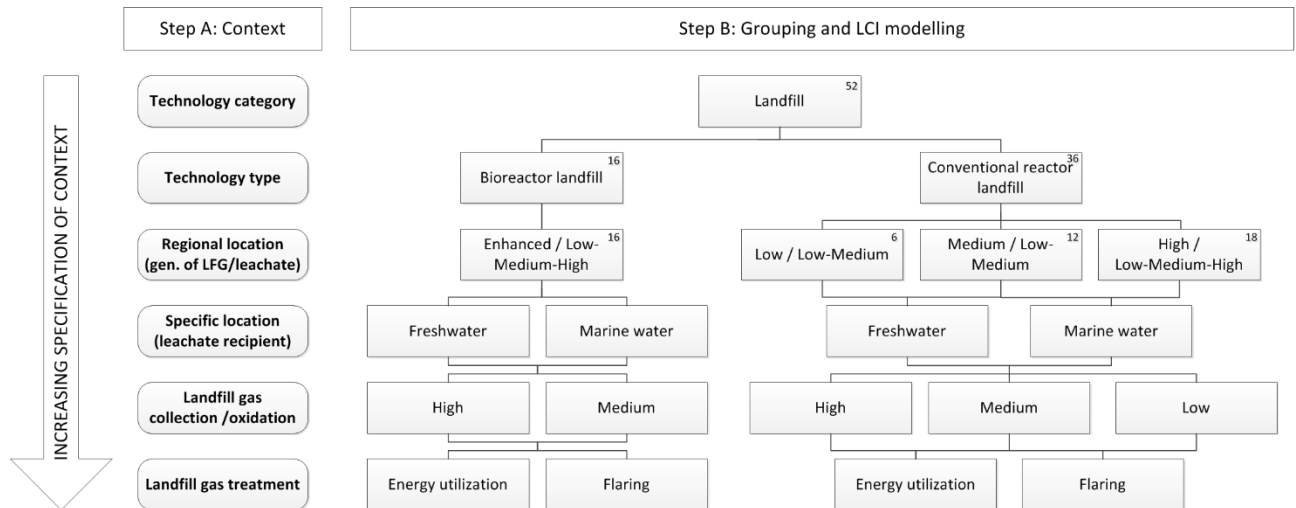 Step A: Context
Step B: Grouping and LCI modelling
INCREASING SPECIFICATION OF CONTEXT
Technology category
Landfill
52
Technology type
Bioreactor landfill
16
Conventional reactor
landfill
36
Regional location
(gen. of LFG/leachate)
Enhanced / Low-
Medium-High
16
Low / Low-Medium
6
Medium / Low-
Medium
12
High /
Low-Medium-High
18
Specific location
(leachate recipient)
Freshwater
Marine water
Freshwater
Marine water
Landfill gas
collection /oxidation
High
Medium
High
Medium
Low
Landfill gas treatment
Energy utilization
Flaring
Energy utilization
Flaring